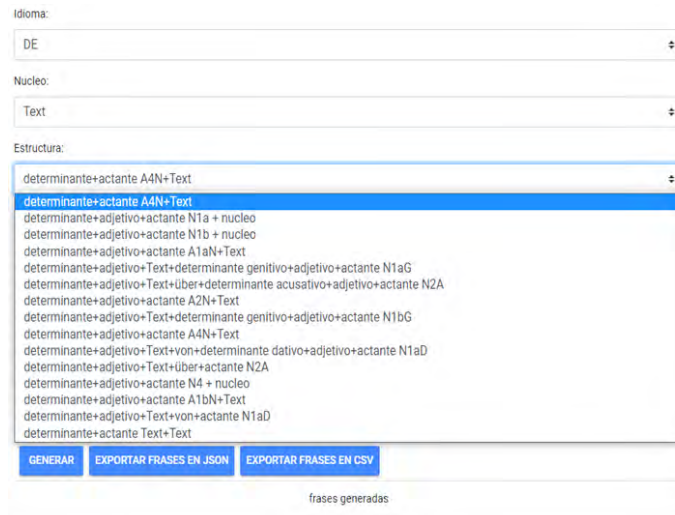 Idioma:
DE
Nucleo:
Text
Estructura:
determinante+actante A4N+Text
determinante+actante A4N+Text
determinante+adjetivo+actante N1a + nucleo
determinante+adjetivo+actante N1b + nucleo
determinante+adjetivo+actante A1aN+Text
determinante+adjetivo+Text+determinante genitivo+adjetivo+actante N1aG
determinante+adjetivo+Text+über+determinante acusativo+adjetivo+actante N2A
determinante+adjetivo+actante A2N+Text
determinante+adjetivo+Text+determinante genitivo+adjetivo+actante N1bG
determinante+adjetivo+actante A4N+Text
determinante+adjetivo+Text+von+determinante dativo+adjetivo+actante N1aD
determinante+adjetivo+Text+über+actante N2A
determinante+adjetivo+actante N4 + nucleo
determinante+adjetivo+actante A1bN+Text
determinante+adjetivo+Text+von+actante N1aD
determinante+actante Text+Text
GENERAR EXPORTAR FRASES EN JSON EXPORTAR FRASES EN CSV
frases generadas